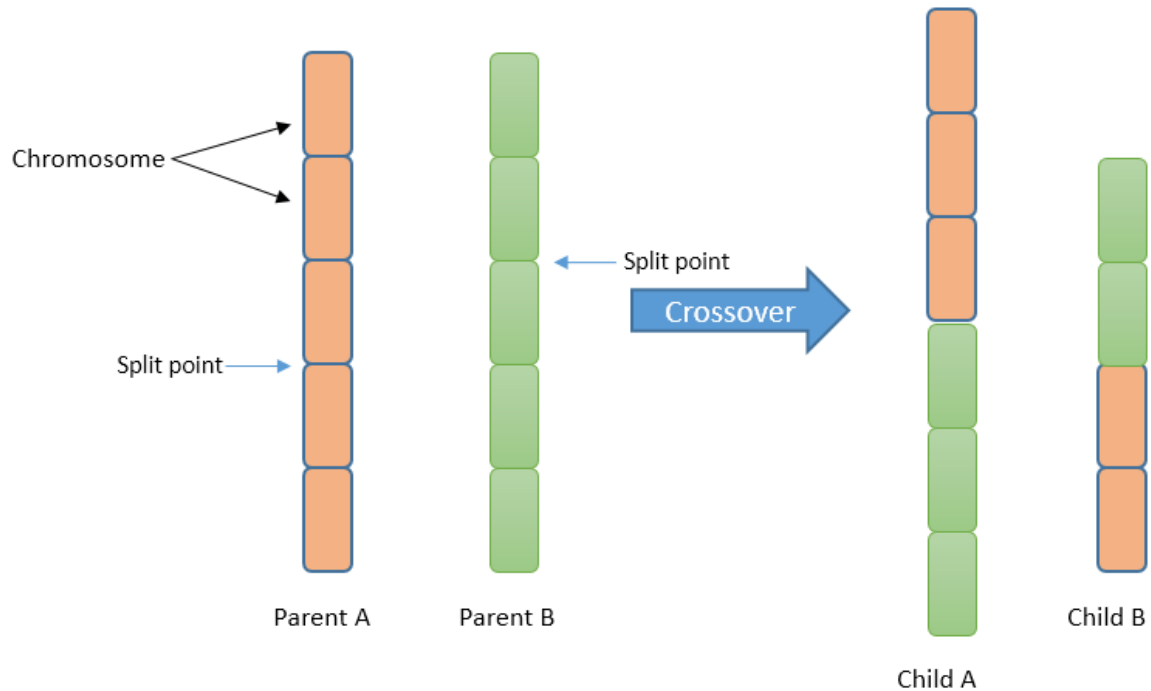 Chromosome
Split point
Split point
Crossover
Parent A
Parent B
Child B
Child A